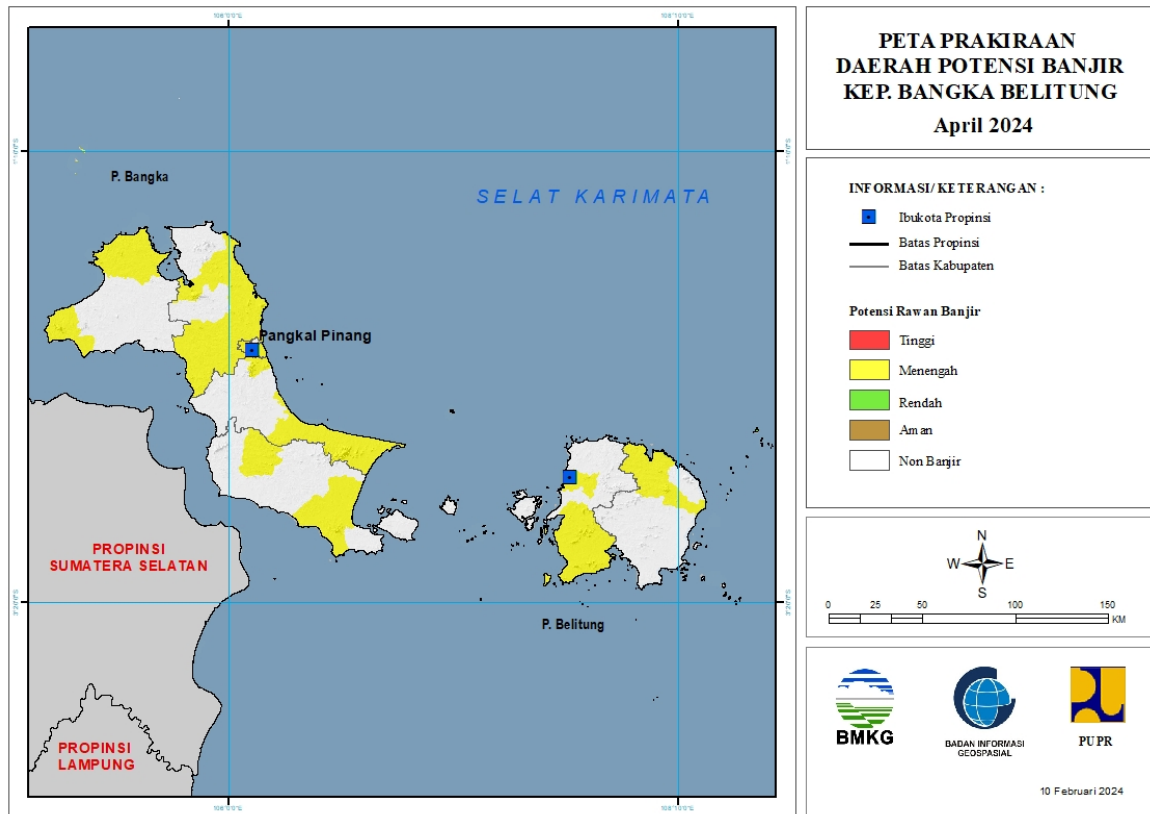 PETA PRAKIRAAN
DAERAH POTENSI BANJIR
KEP. BANGKA BELITUNG
April 2024
P. Bangka
SELAT KARIMATA
Pangkal Pinang
PROPINSI
SUMATERA SELATAN
P. Belitung
PROPINSI
LAMPUNG
INFORMASI/ KETERANGAN :
Ibukota Propinsi
Batas Propinsi
Batas Kabupaten
Potensi Rawan Banjir
Tinggi
Menengah
Rendah
Aman
Non Banjir
N
W E
S
0 25 50 100 150
KM
BMKG
BADAN INFORMASI
GEOSPASIAL
PUPR
10 Februari 2024